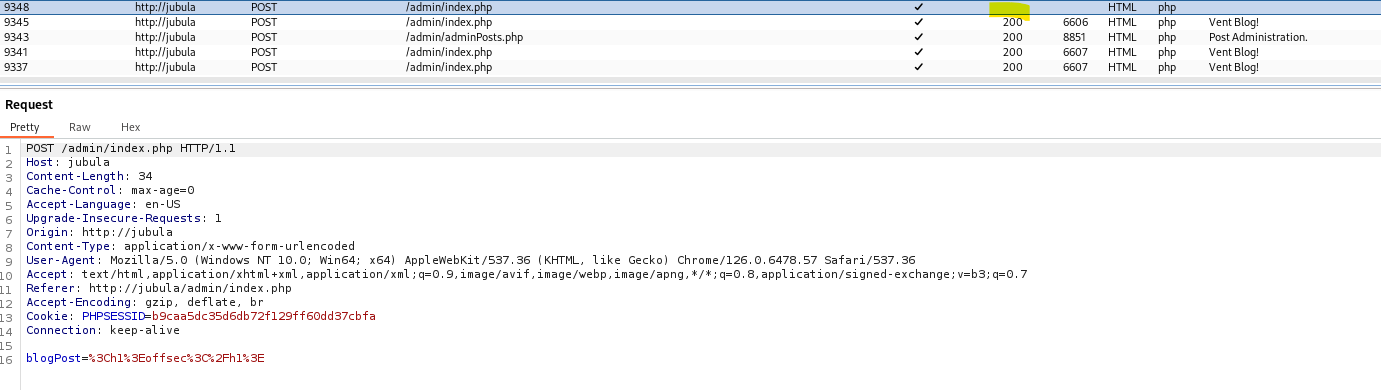 9348 http://jubula POST /admin/index.php ✓ HTML php
9345 http://jubula POST /admin/index.php ✓ 200 6606 HTML php Vent Blog!
9343 http://jubula POST /admin/adminPosts.php ✓ 200 8851 HTML php Post Administration.
9341 http://jubula POST /admin/index.php ✓ 200 6607 HTML php Vent Blog!
9337 http://jubula POST /admin/index.php ✓ 200 6607 HTML php Vent Blog!
Request
Pretty Raw Hex
1 POST /admin/index.php HTTP/1.1
2 Host: jubula
3 Content-Length: 34
4 Cache-Control: max-age=0
5 Accept-Language: en-US
6 Upgrade-Insecure-Requests: 1
7 Origin: http://jubula
8 Content-Type: application/x-www-form-urlencoded
9 User-Agent: Mozilla/5.0 (Windows NT 10.0; Win64; x64) AppleWebKit/537.36 (KHTML, like Gecko) Chrome/126.0.6478.57 Safari/537.36
10 Accept: text/html,application/xhtml+xml,application/xml;q=0.9,image/avif,image/webp,image/apng,*/*;q=0.8,application/signed-exchange;v=b3;q=0.7
11 Referer: http://jubula/admin/index.php
12 Accept-Encoding: gzip, deflate, br
13 Cookie: PHPSESSID=b9caa5dc35d6db72f129ff60dd37cbfa
14 Connection: keep-alive
15
16 blogPost=%3Ch1%3Eoffsec%3C%2Fh1%3E